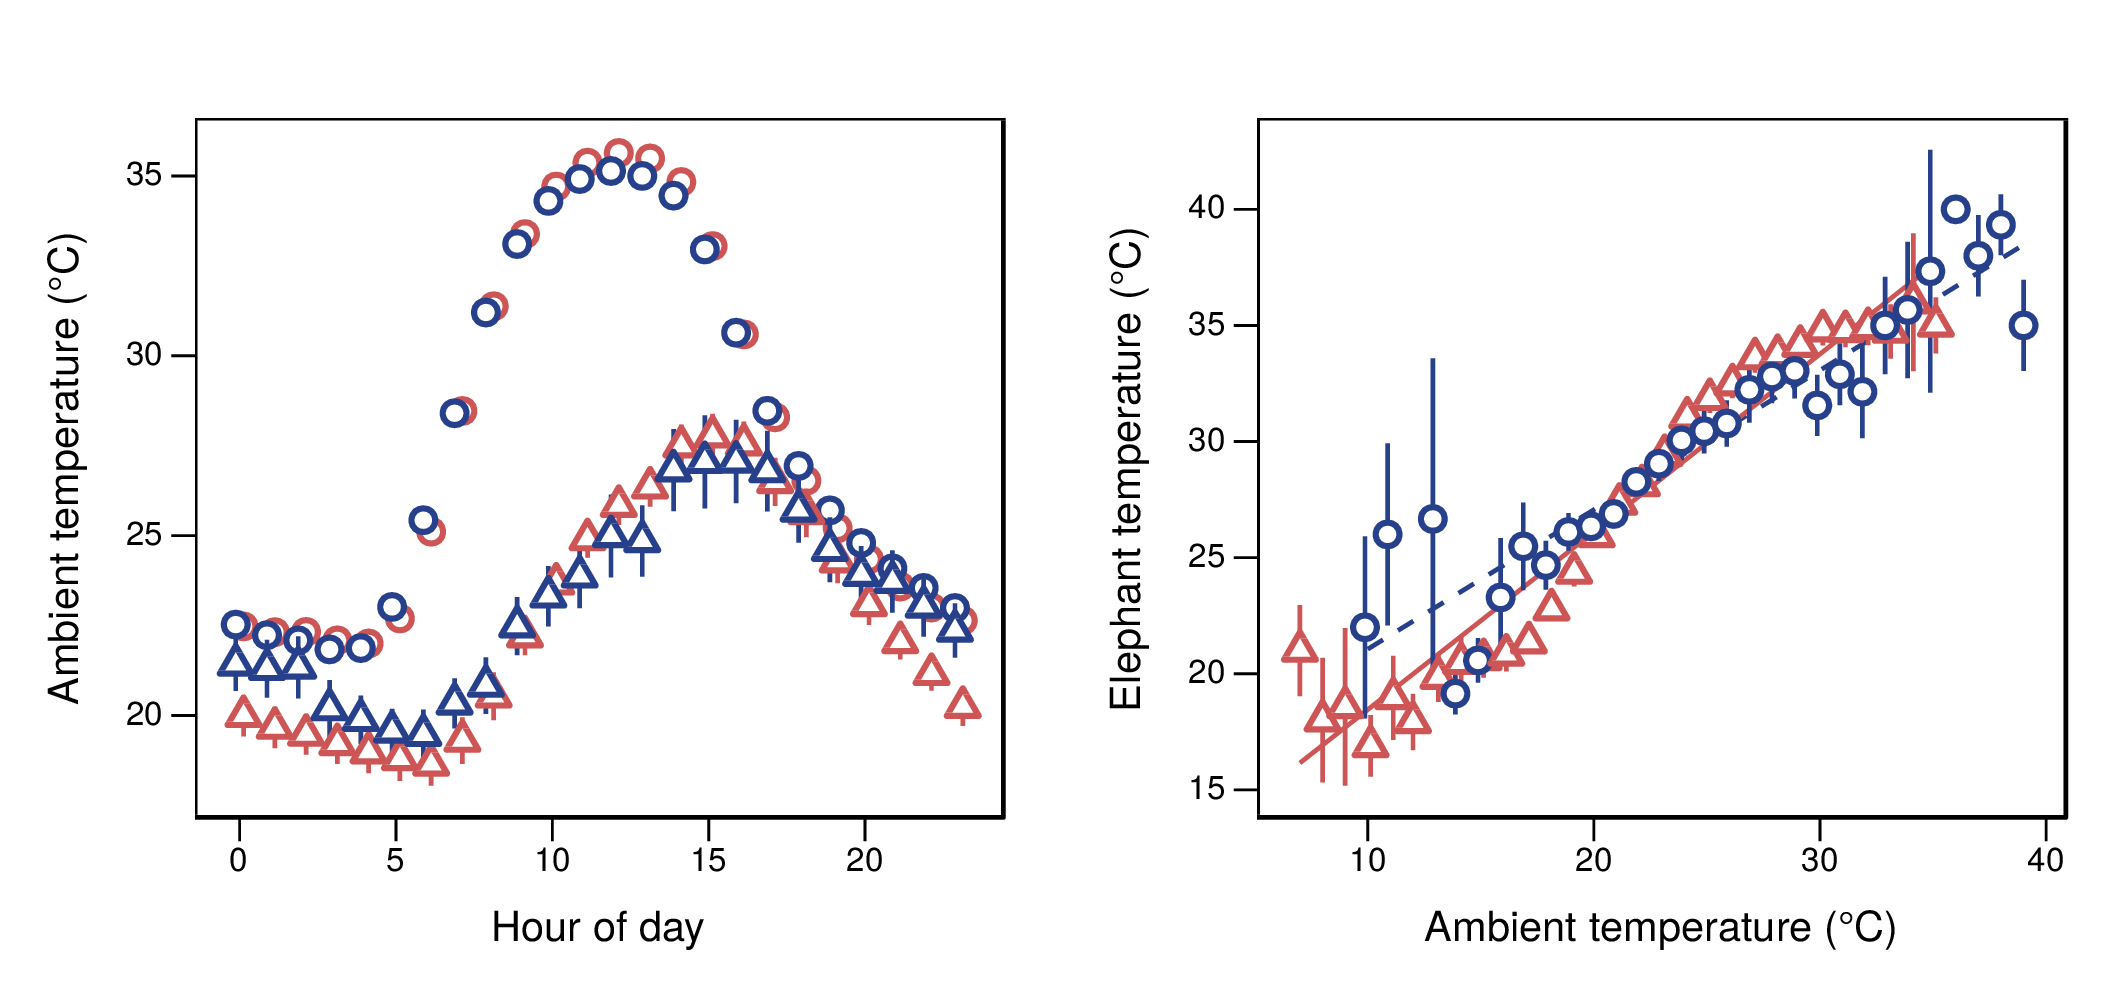 Ambient temperature (°C)
35
30
25
20
0 5 10 15 20
Hour of day
Elephant temperature (°C)
40
35
30
25
20
15
10 20 30 40
Ambient temperature (°C)